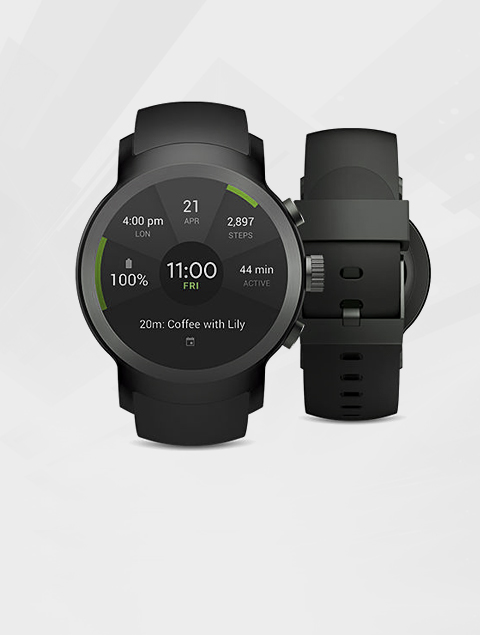 21
APR
4:00 pm
LON
2,897
STEPS
100%
11:00
FRI
44 min
ACTIVE
20m: Coffee with Lily